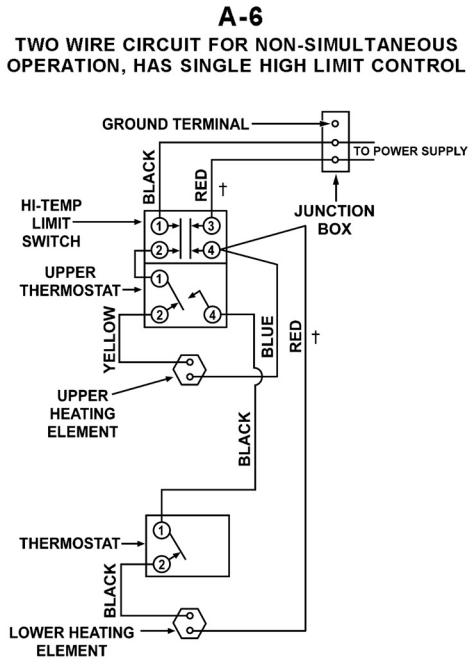 A-6
TWO WIRE CIRCUIT FOR NON-SIMULTANEOUS
OPERATION, HAS SINGLE HIGH LIMIT CONTROL
GROUND TERMINAL
TO POWER SUPPLY
BLACK
RED †
JUNCTION
BOX
HI-TEMP
LIMIT
SWITCH
1 3
2 4
UPPER
THERMOSTAT
1
2 4
YELLOW
BLUE
RED †
UPPER
HEATING
ELEMENT
BLACK
THERMOSTAT
1
2
BLACK
LOWER HEATING
ELEMENT